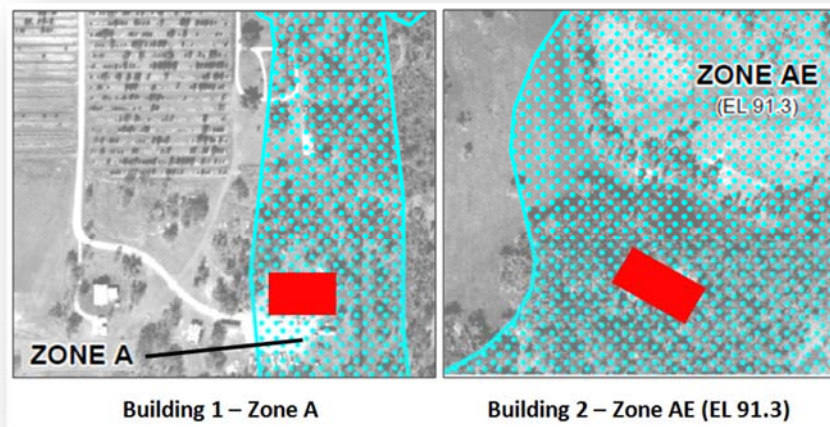 ZONE AE
(EL 91.3)
ZONE A
Building 1 – Zone A
Building 2 – Zone AE (EL 91.3)